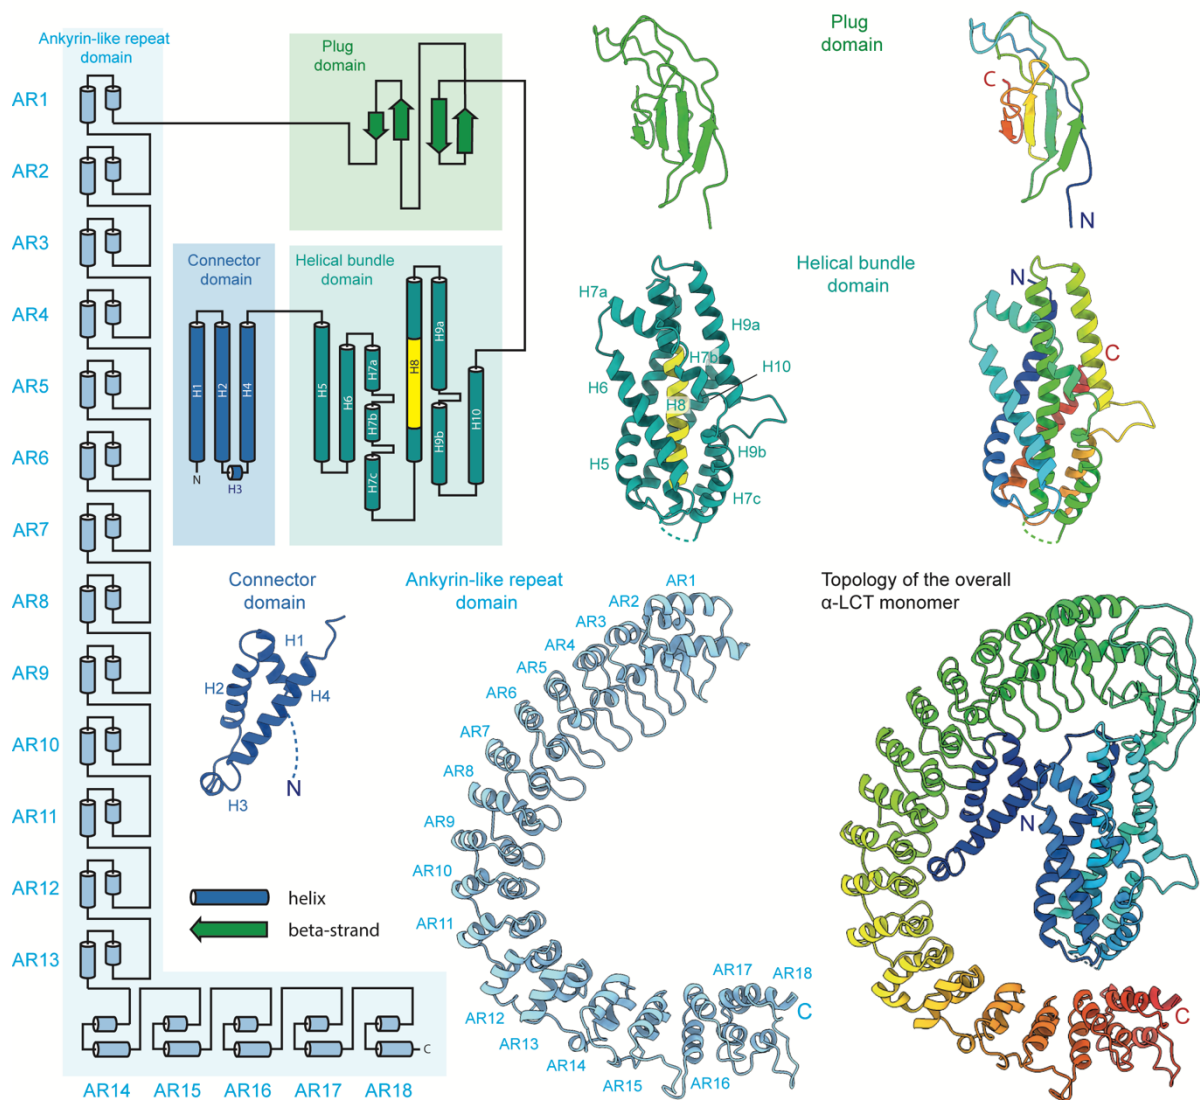 Ankyrin-like repeat
domain
AR1
AR2
AR3
AR4
AR5
AR6
AR7
AR8
AR9
AR10
AR11
AR12
AR13
AR14
AR15
AR16
AR17
AR18
C
Plug
domain
Connector
domain
H1
H2
H4
N
H3
Helical bundle
domain
H5
H6
H7a
H7b
H7c
H8
H9a
H9b
H10
Plug
domain
C
N
Helical bundle
domain
H7a
H9a
H7b
H10
H6
H8
H5
H9b
H7c
N
C
Connector
domain
H1
H2
H4
H3
N
helix
beta-strand
Ankyrin-like repeat
domain
AR1
AR2
AR3
AR4
AR5
AR6
AR7
AR8
AR9
AR10
AR11
AR12
AR13
AR14
AR15
AR16
AR17
AR18
C
Topology of the overall
α-LCT monomer
N
C